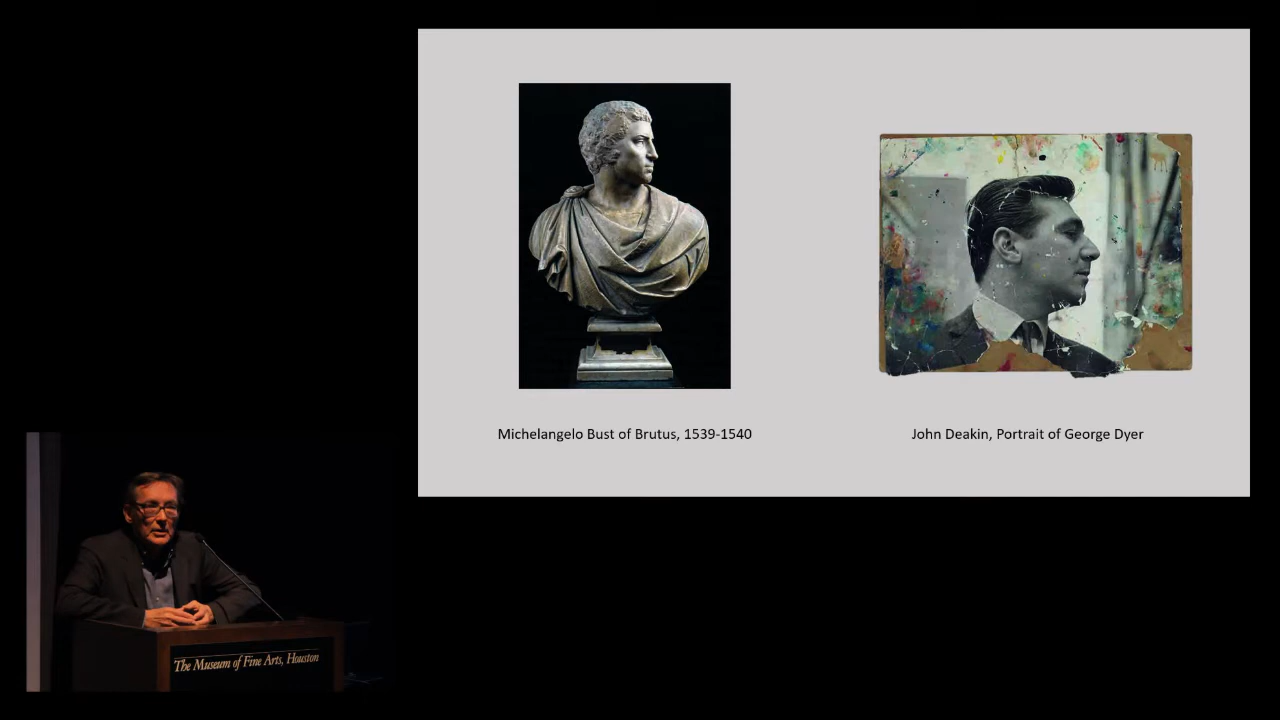 Michelangelo Bust of Brutus, 1539-1540
John Deakin, Portrait of George Dyer
The Museum of Fine Arts, Houston